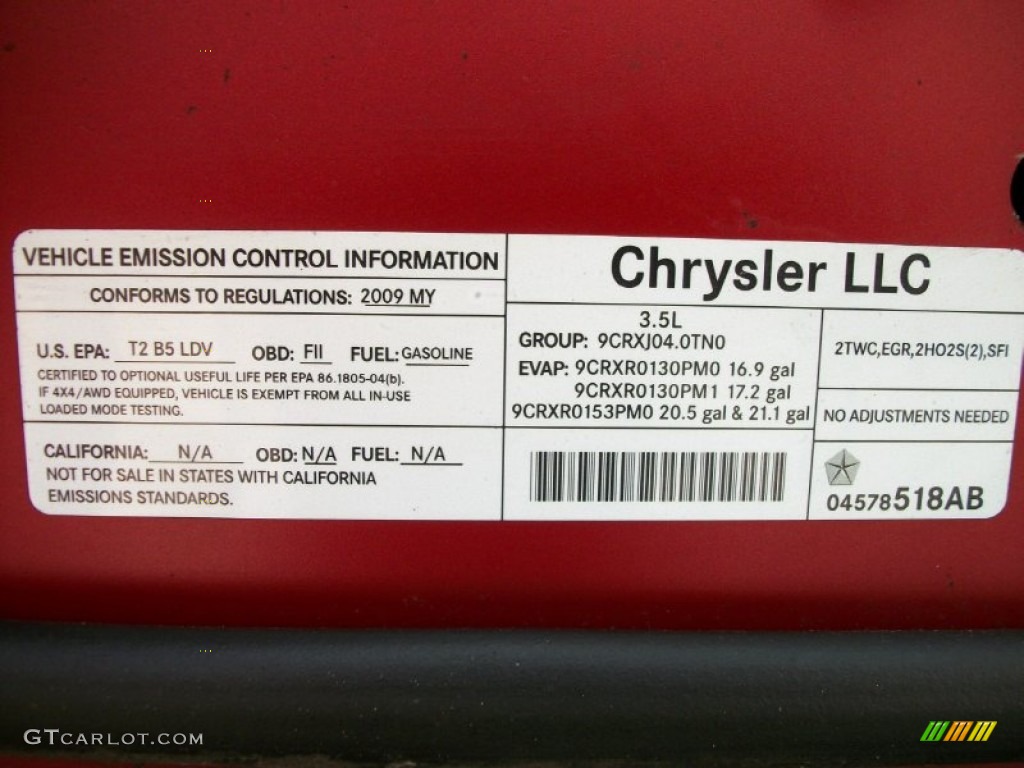 VEHICLE EMISSION CONTROL INFORMATION
CONFORMS TO REGULATIONS: 2009 MY
U.S. EPA: T2 B5 LDV OBD: FII FUEL: GASOLINE
CERTIFIED TO OPTIONAL USEFUL LIFE PER EPA 86.1805-04(b).
IF 4X4/AWD EQUIPPED, VEHICLE IS EXEMPT FROM ALL IN-USE
LOADED MODE TESTING.
CALIFORNIA: N/A OBD: N/A FUEL: N/A
NOT FOR SALE IN STATES WITH CALIFORNIA
EMISSIONS STANDARDS.
Chrysler LLC
3.5L
GROUP: 9CRXJ04.0TN0
EVAP: 9CRXR0130PM0 16.9 gal
9CRXR0130PM1 17.2 gal
9CRXR0153PM0 20.5 gal & 21.1 gal
2TWC,EGR,2HO2S(2),SFI
NO ADJUSTMENTS NEEDED
04578518AB
GTCARLOT.COM